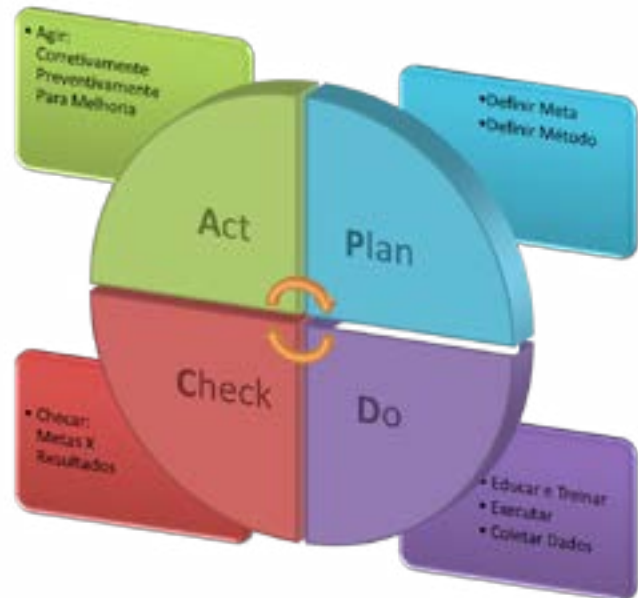 • Agir:
Corretivamente
Preventivamente
Para Melhoria
•Definir Meta
•Definir Método
Act
Plan
Check
Do
• Checar:
Metas X
Resultados
• Educar e Treinar
• Executar
• Coletar Dados